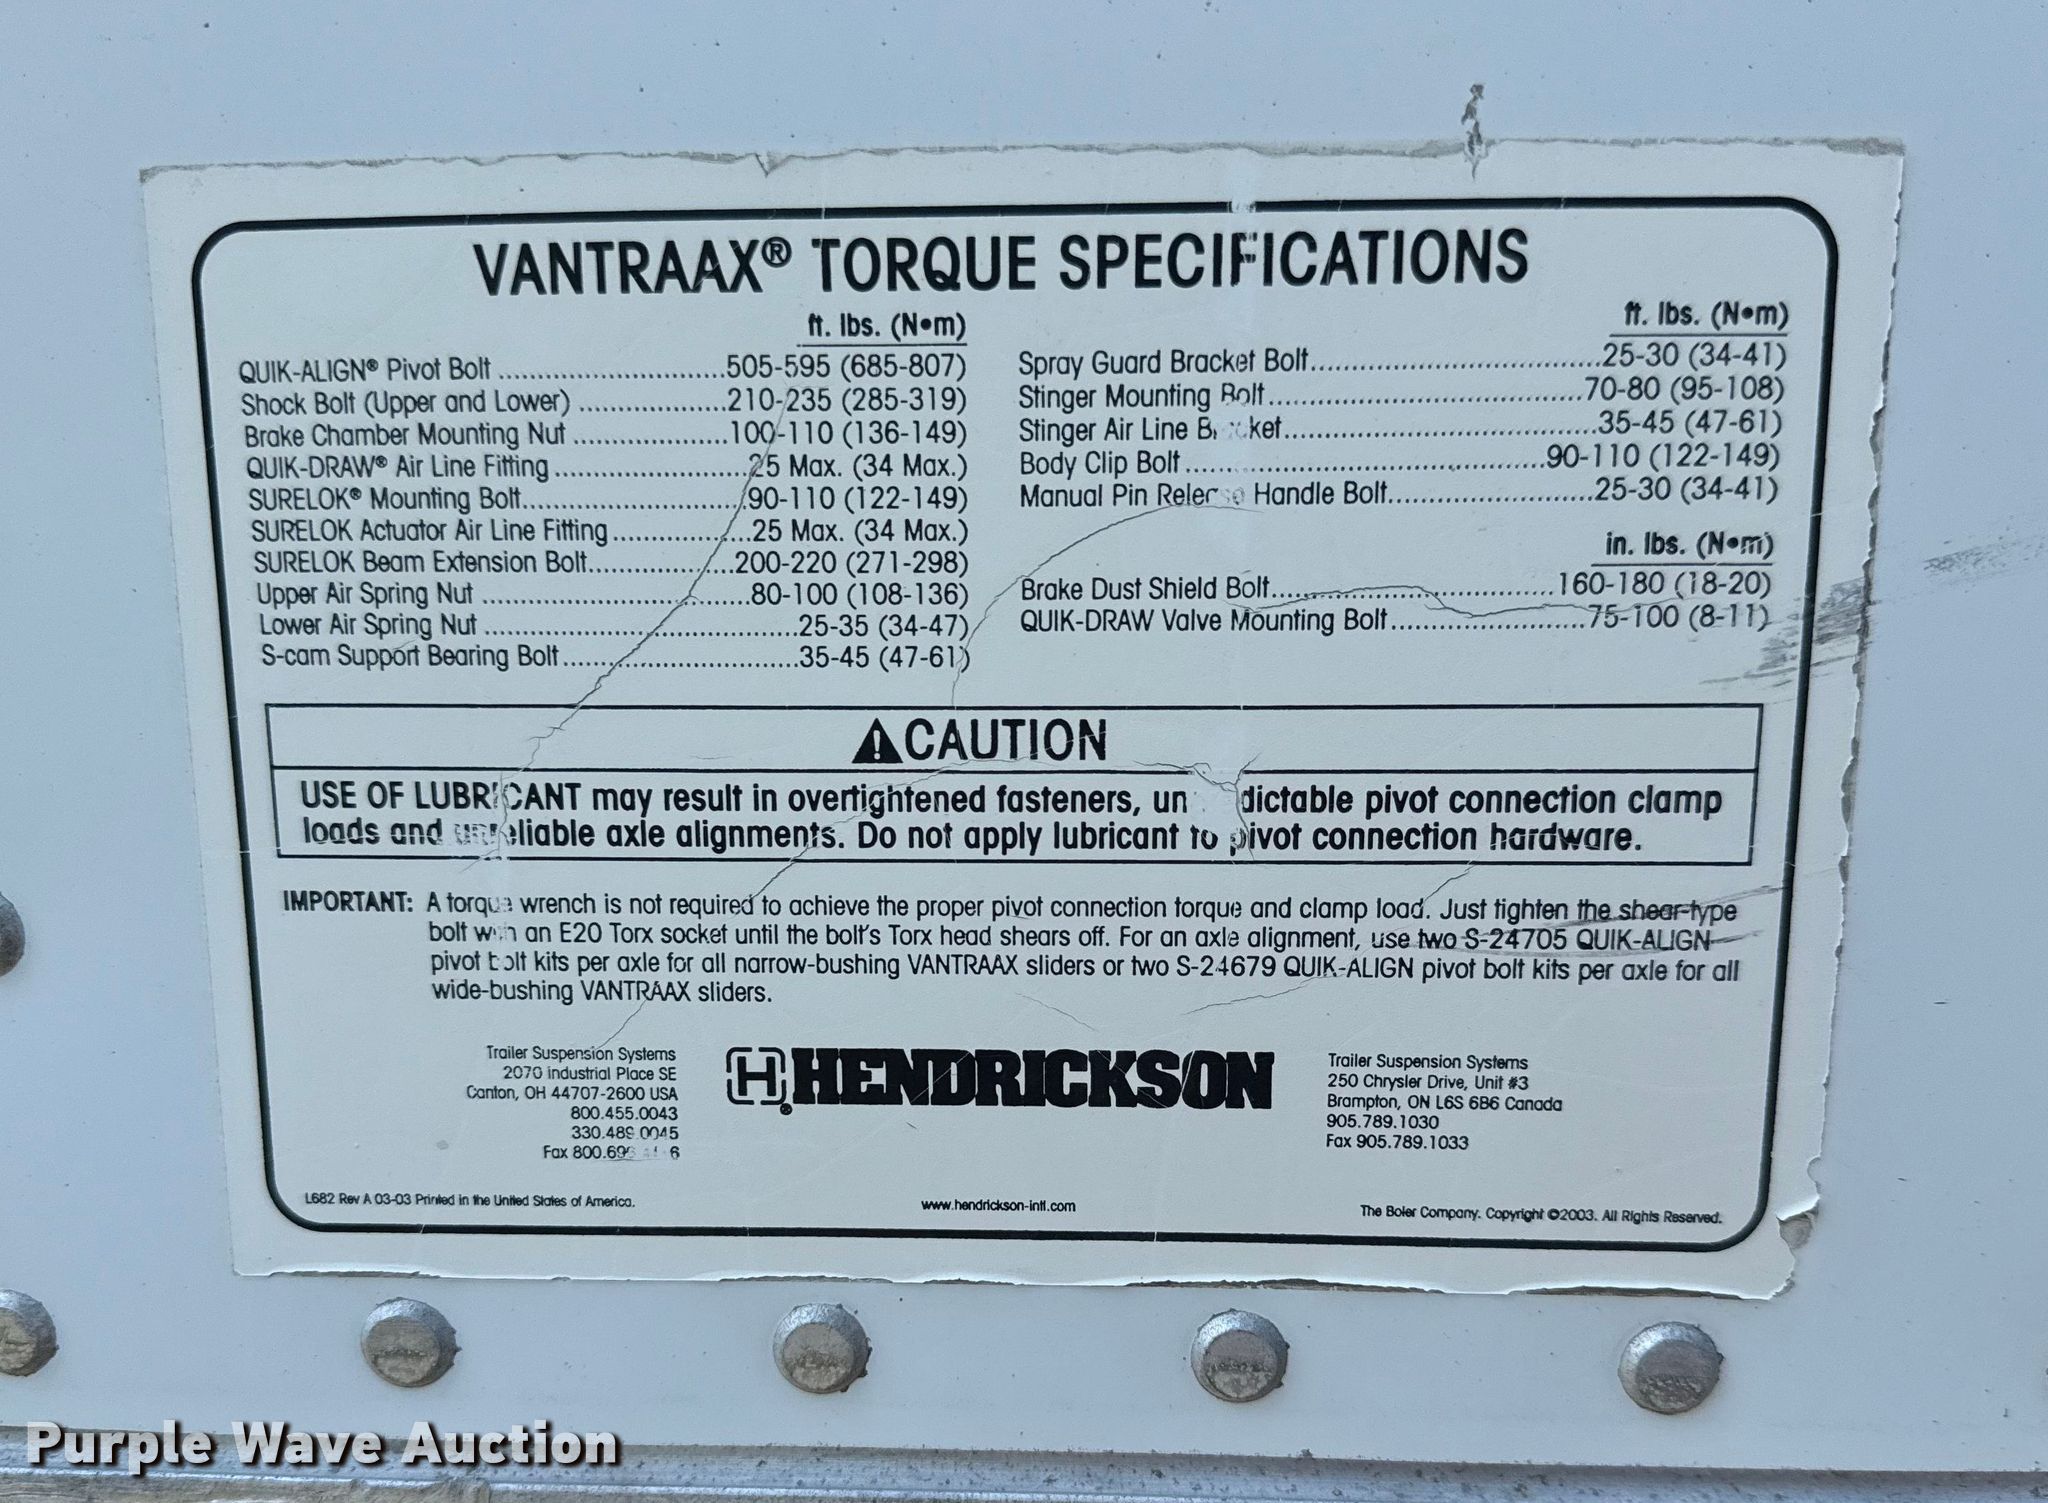 VANTRAAX® TORQUE SPECIFICATIONS
ft. lbs. (N•m)
QUIK-ALIGN® Pivot Bolt ............................505-595 (685-807)
Shock Bolt (Upper and Lower) ....................210-235 (285-319)
Brake Chamber Mounting Nut .....................100-110 (136-149)
QUIK-DRAW® Air Line Fitting..........................25 Max. (34 Max.)
SURELOK® Mounting Bolt..............................90-110 (122-149)
SURELOK Actuator Air Line Fitting..................25 Max. (34 Max.)
SURELOK Beam Extension Bolt....................200-220 (271-298)
Upper Air Spring Nut ...................................80-100 (108-136)
Lower Air Spring Nut .........................................25-35 (34-47)
S-cam Support Bearing Bolt...............................35-45 (47-61)
ft. lbs. (N•m)
Spray Guard Bracket Bolt.....................................25-30 (34-41)
Stinger Mounting Bolt........................................70-80 (95-108)
Stinger Air Line ........................................35-45 (47-61)
Body Clip Bolt..............................................90-110 (122-149)
Manual Pin Release Handle Bolt..........................25-30 (34-41)
in. lbs. (N•m)
Brake Dust Shield Bolt....................................160-180 (18-20)
QUIK-DRAW Valve Mounting Bolt........................75-100 (8-11)
CAUTION
USE OF LUBRICANT may result in overtightened fasteners, pivot connection clamp
loads and unreliable axle alignments. Do not apply lubricant to pivot connection hardware.
IMPORTANT: A torque wrench is not required to achieve the proper pivot connection torque and clamp load. Just tighten the shear-type
bolt with an E20 Torx socket until the bolt's Torx head shears off. For an axle alignment, use two S-24705 QUIK-ALIGN
pivot bolt kits per axle for all narrow-bushing VANTRAAX sliders or two S-24679 QUIK-ALIGN pivot bolt kits per axle for all
wide-bushing VANTRAAX sliders.
Trailer Suspension Systems
2070 Industrial Place SE
Canton, OH 44707-2600 USA
800.455.0043
330.489.0045
Fax
H® HENDRICKSON
Trailer Suspension Systems
250 Chrysler Drive, Unit #3
Brampton, ON L6S 6B6 Canada
905.789.1030
Fax 905.789.1033
L682 Rev A 03-03 Printed in the United States of America.
www.hendrickson-intl.com
The Boler Company. Copyright ©2003. All Rights Reserved.
Purple Wave Auction